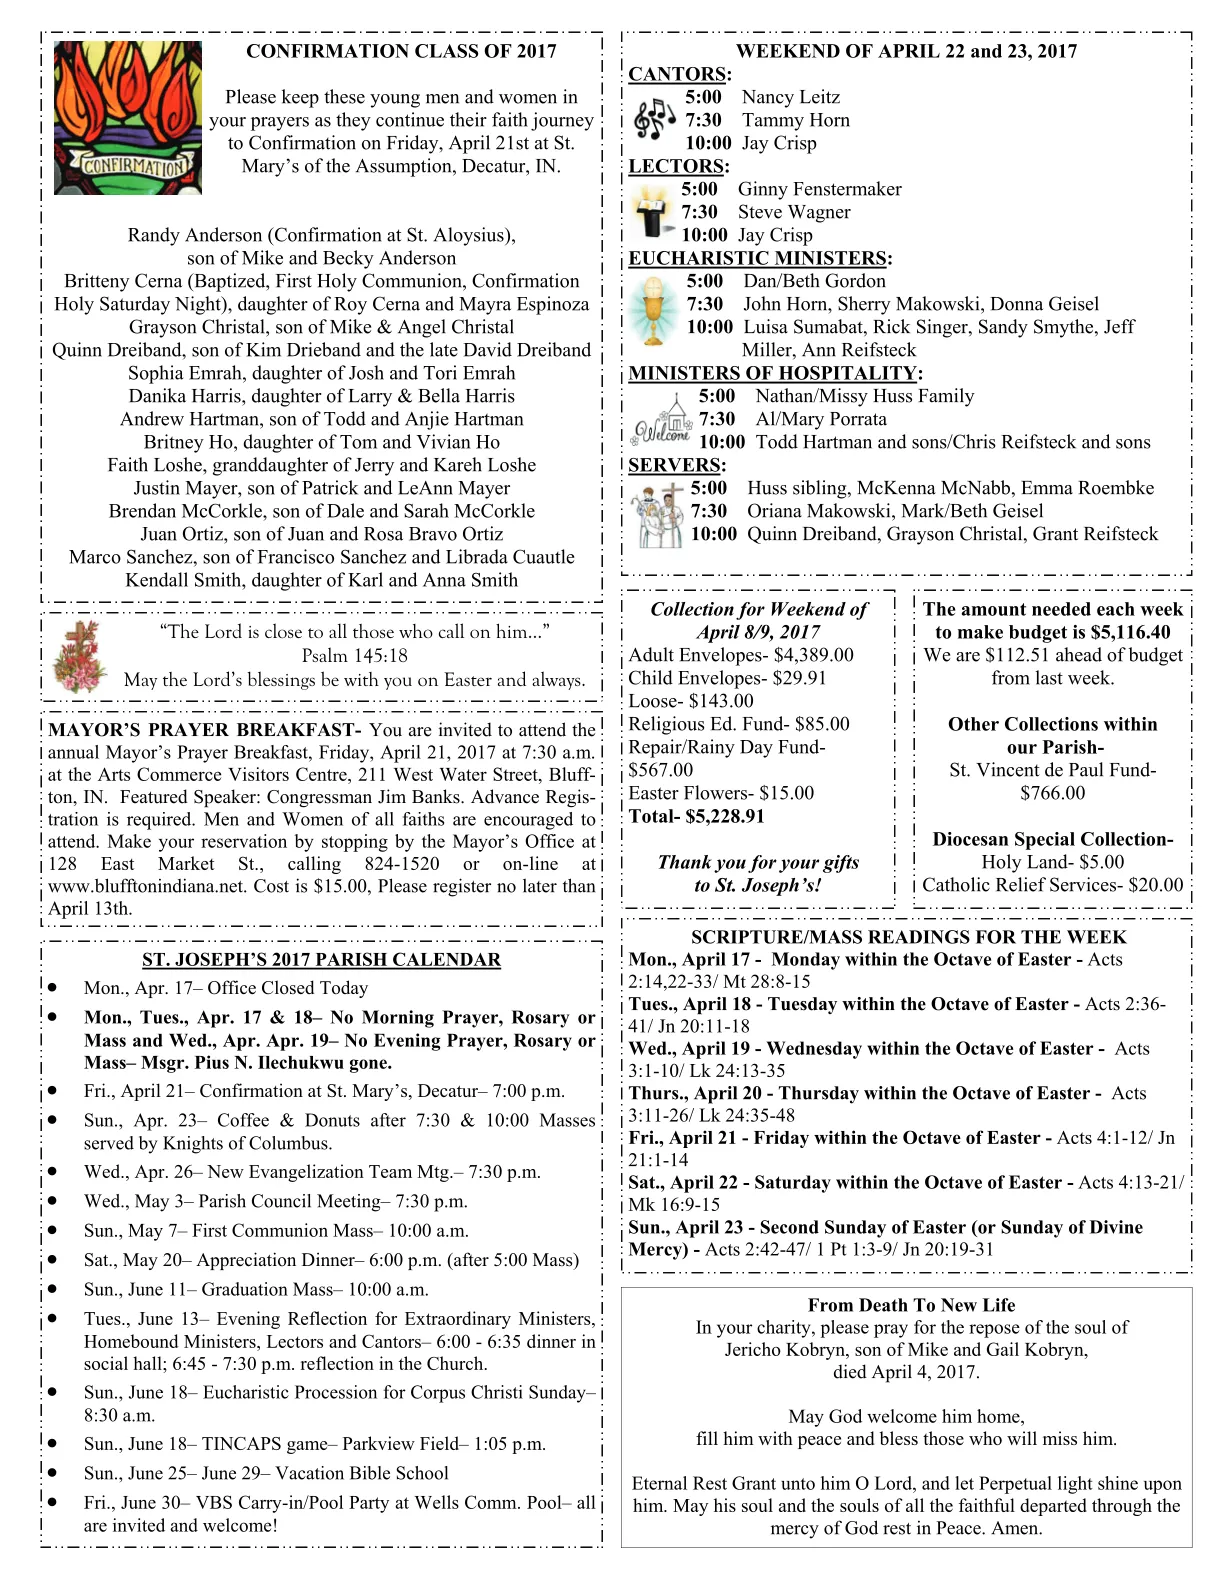 CONFIRMATION CLASS OF 2017
Please keep these young men and women in
your prayers as they continue their faith journey
to Confirmation on Friday, April 21st at St.
Mary's of the Assumption, Decatur, IN.
CONFIRMATION
Randy Anderson (Confirmation at St. Aloysius),
son of Mike and Becky Anderson
Britteny Cerna (Baptized, First Holy Communion, Confirmation
Holy Saturday Night), daughter of Roy Cerna and Mayra Espinoza
Grayson Christal, son of Mike & Angel Christal
Quinn Dreiband, son of Kim Drieband and the late David Dreiband
Sophia Emrah, daughter of Josh and Tori Emrah
Danika Harris, daughter of Larry & Bella Harris
Andrew Hartman, son of Todd and Anjie Hartman
Britney Ho, daughter of Tom and Vivian Ho
Faith Loshe, granddaughter of Jerry and Kareh Loshe
Justin Mayer, son of Patrick and LeAnn Mayer
Brendan McCorkle, son of Dale and Sarah McCorkle
Juan Ortiz, son of Juan and Rosa Bravo Ortiz
Marco Sanchez, son of Francisco Sanchez and Librada Cuautle
Kendall Smith, daughter of Karl and Anna Smith
"The Lord is close to all those who call on him..."
Psalm 145:18
May the Lord's blessings be with you on Easter and always.
MAYOR'S PRAYER BREAKFAST- You are invited to attend the
annual Mayor's Prayer Breakfast, Friday, April 21, 2017 at 7:30 a.m.
at the Arts Commerce Visitors Centre, 211 West Water Street, Bluff-
ton, IN. Featured Speaker: Congressman Jim Banks. Advance Regis-
tration is required. Men and Women of all faiths are encouraged to
attend. Make your reservation by stopping by the Mayor's Office at
128 East Market St., calling 824-1520 or on-line at
www.blufftonindiana.net. Cost is $15.00, Please register no later than
April 13th.
ST. JOSEPH'S 2017 PARISH CALENDAR
• Mon., Apr. 17– Office Closed Today
• Mon., Tues., Apr. 17 & 18– No Morning Prayer, Rosary or
Mass and Wed., Apr. Apr. 19– No Evening Prayer, Rosary or
Mass– Msgr. Pius N. Ilechukwu gone.
• Fri., April 21– Confirmation at St. Mary's, Decatur– 7:00 p.m.
• Sun., Apr. 23– Coffee & Donuts after 7:30 & 10:00 Masses
served by Knights of Columbus.
• Wed., Apr. 26– New Evangelization Team Mtg.– 7:30 p.m.
• Wed., May 3– Parish Council Meeting– 7:30 p.m.
• Sun., May 7– First Communion Mass– 10:00 a.m.
• Sat., May 20– Appreciation Dinner– 6:00 p.m. (after 5:00 Mass)
• Sun., June 11– Graduation Mass– 10:00 a.m.
• Tues., June 13– Evening Reflection for Extraordinary Ministers,
Homebound Ministers, Lectors and Cantors– 6:00 - 6:35 dinner in
social hall; 6:45 - 7:30 p.m. reflection in the Church.
• Sun., June 18– Eucharistic Procession for Corpus Christi Sunday–
8:30 a.m.
• Sun., June 18– TINCAPS game– Parkview Field– 1:05 p.m.
• Sun., June 25– June 29– Vacation Bible School
• Fri., June 30– VBS Carry-in/Pool Party at Wells Comm. Pool– all
are invited and welcome!
WEEKEND OF APRIL 22 and 23, 2017
CANTORS:
5:00 Nancy Leitz
7:30 Tammy Horn
10:00 Jay Crisp
LECTORS:
5:00 Ginny Fenstermaker
7:30 Steve Wagner
10:00 Jay Crisp
EUCHARISTIC MINISTERS:
5:00 Dan/Beth Gordon
7:30 John Horn, Sherry Makowski, Donna Geisel
10:00 Luisa Sumabat, Rick Singer, Sandy Smythe, Jeff
Miller, Ann Reifsteck
MINISTERS OF HOSPITALITY:
5:00 Nathan/Missy Huss Family
7:30 Al/Mary Porrata
Welcome
10:00 Todd Hartman and sons/Chris Reifsteck and sons
SERVERS:
5:00 Huss sibling, McKenna McNabb, Emma Roembke
7:30 Oriana Makowski, Mark/Beth Geisel
10:00 Quinn Dreiband, Grayson Christal, Grant Reifsteck
Collection for Weekend of
April 8/9, 2017
Adult Envelopes- $4,389.00
Child Envelopes- $29.91
Loose- $143.00
Religious Ed. Fund- $85.00
Repair/Rainy Day Fund-
$567.00
Easter Flowers- $15.00
Total- $5,228.91
Thank you for your gifts
to St. Joseph's!
The amount needed each week
to make budget is $5,116.40
We are $112.51 ahead of budget
from last week.
Other Collections within
our Parish-
St. Vincent de Paul Fund-
$766.00
Diocesan Special Collection-
Holy Land- $5.00
Catholic Relief Services- $20.00
SCRIPTURE/MASS READINGS FOR THE WEEK
Mon., April 17 - Monday within the Octave of Easter - Acts
2:14,22-33/ Mt 28:8-15
Tues., April 18 - Tuesday within the Octave of Easter - Acts 2:36-
41/ Jn 20:11-18
Wed., April 19 - Wednesday within the Octave of Easter - Acts
3:1-10/ Lk 24:13-35
Thurs., April 20 - Thursday within the Octave of Easter - Acts
3:11-26/ Lk 24:35-48
Fri., April 21 - Friday within the Octave of Easter - Acts 4:1-12/ Jn
21:1-14
Sat., April 22 - Saturday within the Octave of Easter - Acts 4:13-21/
Mk 16:9-15
Sun., April 23 - Second Sunday of Easter (or Sunday of Divine
Mercy) - Acts 2:42-47/ 1 Pt 1:3-9/ Jn 20:19-31
From Death To New Life
In your charity, please pray for the repose of the soul of
Jericho Kobryn, son of Mike and Gail Kobryn,
died April 4, 2017.
May God welcome him home,
fill him with peace and bless those who will miss him.
Eternal Rest Grant unto him O Lord, and let Perpetual light shine upon
him. May his soul and the souls of all the faithful departed through the
mercy of God rest in Peace. Amen.